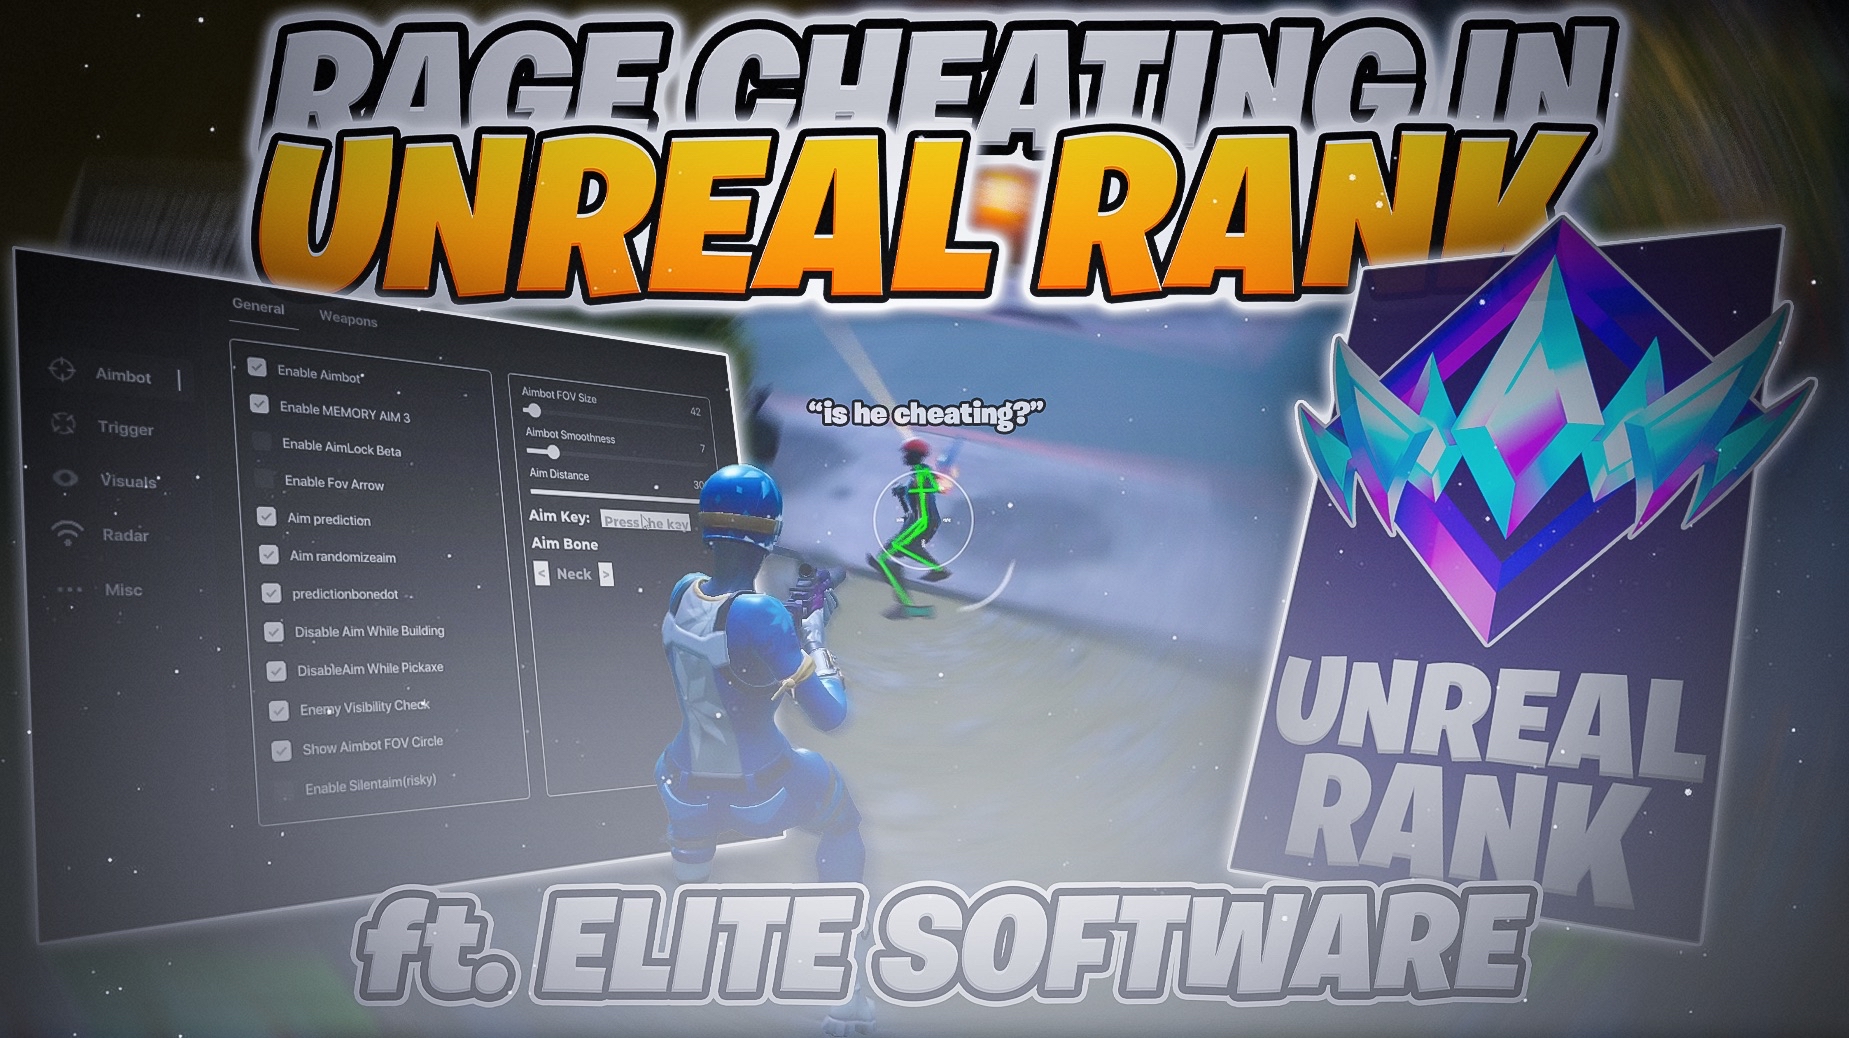 RAGE CHEATING IN
UNREAL RANK
General
Weapons
Aimbot
Trigger
Visuals
Radar
Misc
Enable Aimbot
Enable MEMORY AIM 3
Enable AimLock Beta
Enable Fov Arrow
Aim prediction
Aim randomizeaim
predictionbonedot
Disable Aim While Building
DisableAim While Pickaxe
Enemy Visibility Check
Show Aimbot FOV Circle
Enable Silentaim(risky)
Aimbot FOV Size
42
Aimbot Smoothness
7
Aim Distance
Aim Key: Press the key
Aim Bone
< Neck >
“is he cheating?”
UNREAL
RANK
ft. ELITE SOFTWARE